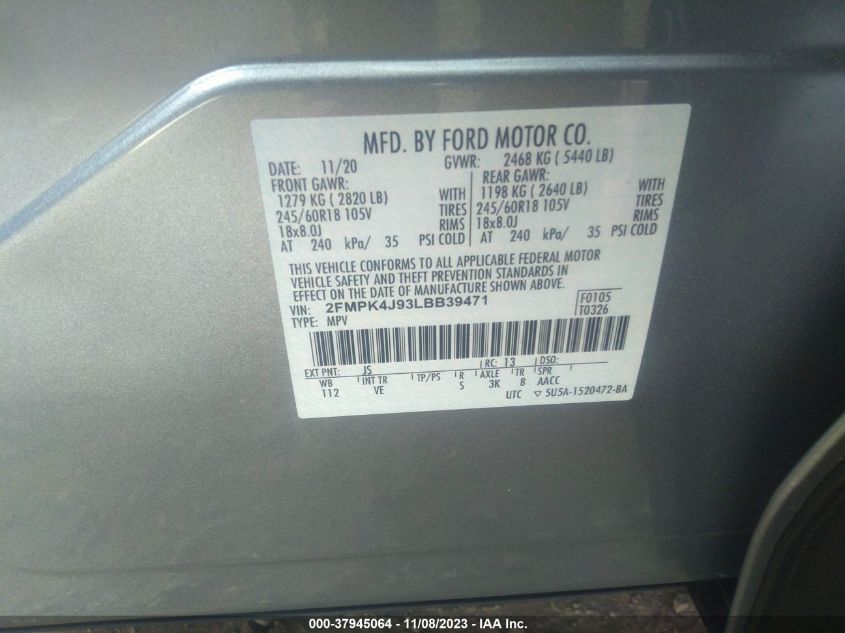 MFD. BY FORD MOTOR CO.
DATE: 11/20 GVWR: 2468 KG ( 5440 LB)
FRONT GAWR: REAR GAWR:
1279 KG ( 2820 LB) WITH 1198 KG ( 2640 LB) WITH
245/60R18 105V TIRES 245/60R18 105V TIRES
18x8.0J RIMS 18x8.0J RIMS
AT 240 kPa/ 35 PSI COLD AT 240 kPa/ 35 PSI COLD
THIS VEHICLE CONFORMS TO ALL APPLICABLE FEDERAL MOTOR
VEHICLE SAFETY AND THEFT PREVENTION STANDARDS IN
EFFECT ON THE DATE OF MANUFACTURE SHOWN ABOVE.
VIN: 2FMPK4J93LBB39471 F0105
TYPE: MPV T0326
EXT PNT: JS RC: 13 DSO:
WB INT TR TP/PS R AXLE TR SPR
112 VE S 3K 8 AACC
UTC ▽ 5U5A-1520472-BA
000-37945064 - 11/08/2023 - IAA Inc.